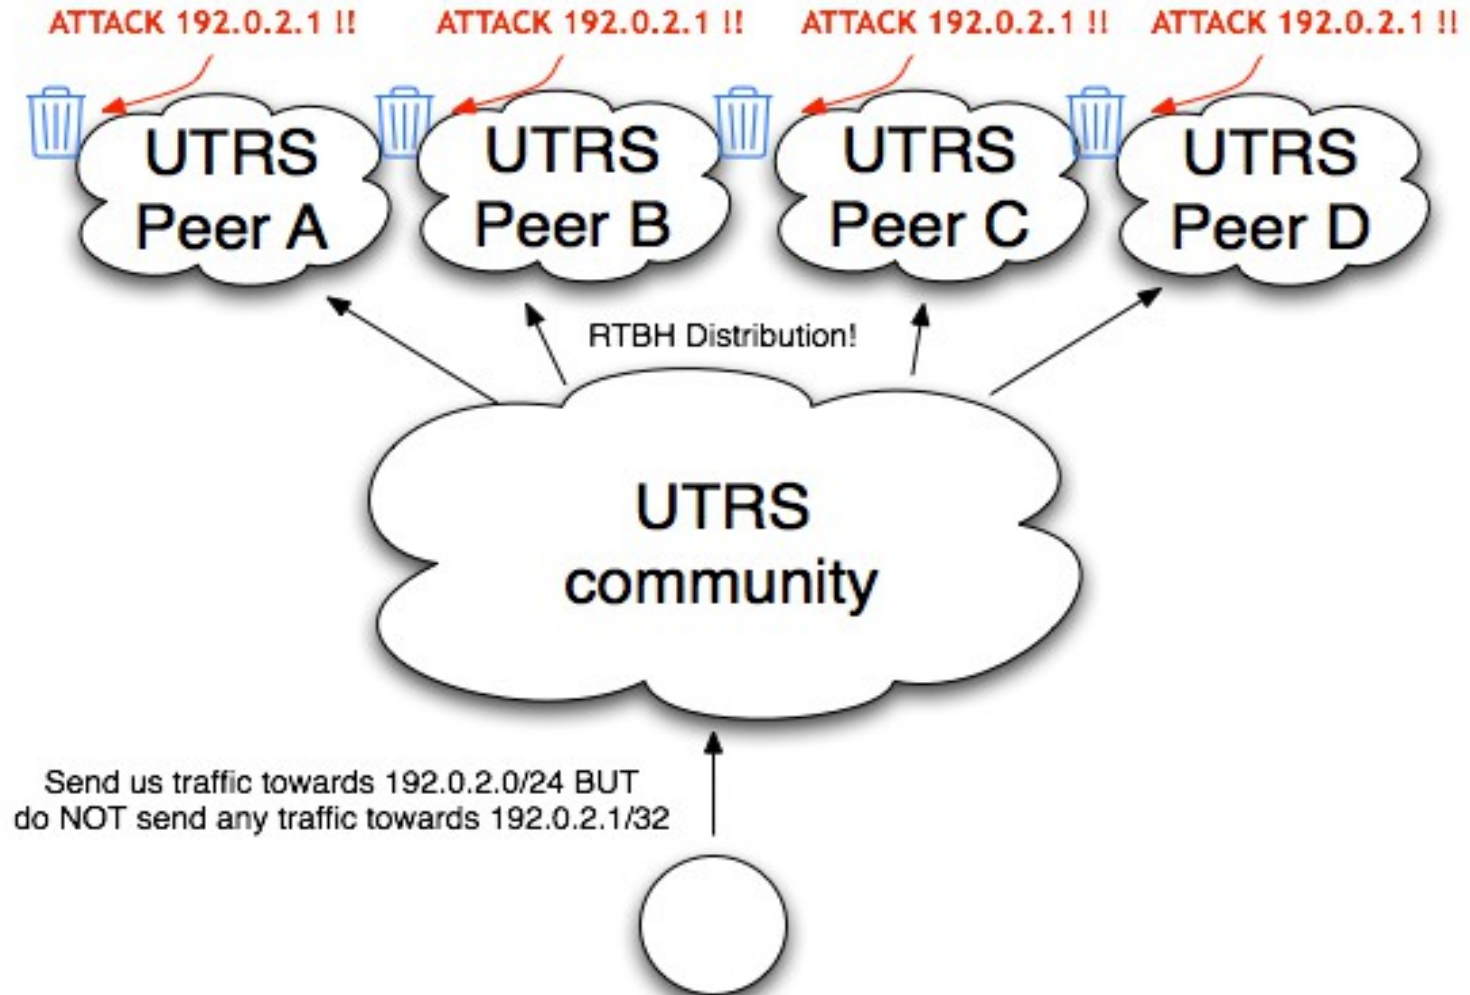 ATTACK 192.0.2.1 !!
ATTACK 192.0.2.1 !!
ATTACK 192.0.2.1 !!
ATTACK 192.0.2.1 !!
UTRS
Peer A
UTRS
Peer B
UTRS
Peer C
UTRS
Peer D
RTBH Distribution!
UTRS
community
Send us traffic towards 192.0.2.0/24 BUT
do NOT send any traffic towards 192.0.2.1/32